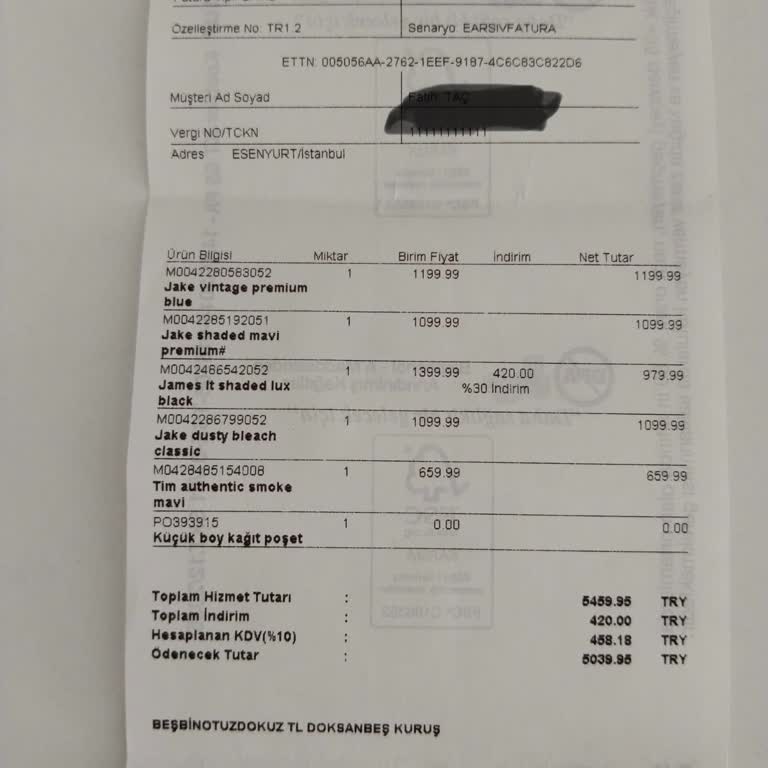 Özelleştirme No: TR1.2 Senaryo: EARSIVFATURA
ETTN: 005056AA-2762-1EEF-9187-4C6C83C822D6
Müşteri Ad Soyad
Vergi NO/TCKN 11111111111
Adres ESENYURT/İstanbul
Ürün Bilgisi Miktar Birim Fiyat İndirim Net Tutar
M0042280583052 1 1199.99 1199.99
Jake vintage premium
blue
M0042285192051 1 1099.99 1099.99
Jake shaded mavi
premium#
M0042486542052 1 1399.99 420.00 979.99
James lt shaded lux %30 İndirim
black
M0042286799052 1 1099.99 1099.99
Jake dusty bleach
classic
M0428485154008 1 659.99 659.99
Tim authentic smoke
mavi
PO393915 1 0.00 0.00
Küçük boy kağıt poşet
Toplam Hizmet Tutarı : 5459.95 TRY
Toplam İndirim : 420.00 TRY
Hesaplanan KDV(%10) : 458.18 TRY
Ödenecek Tutar : 5039.95 TRY
BEŞBİNOTUZDOKUZ TL DOKSANBEŞ KURUŞ